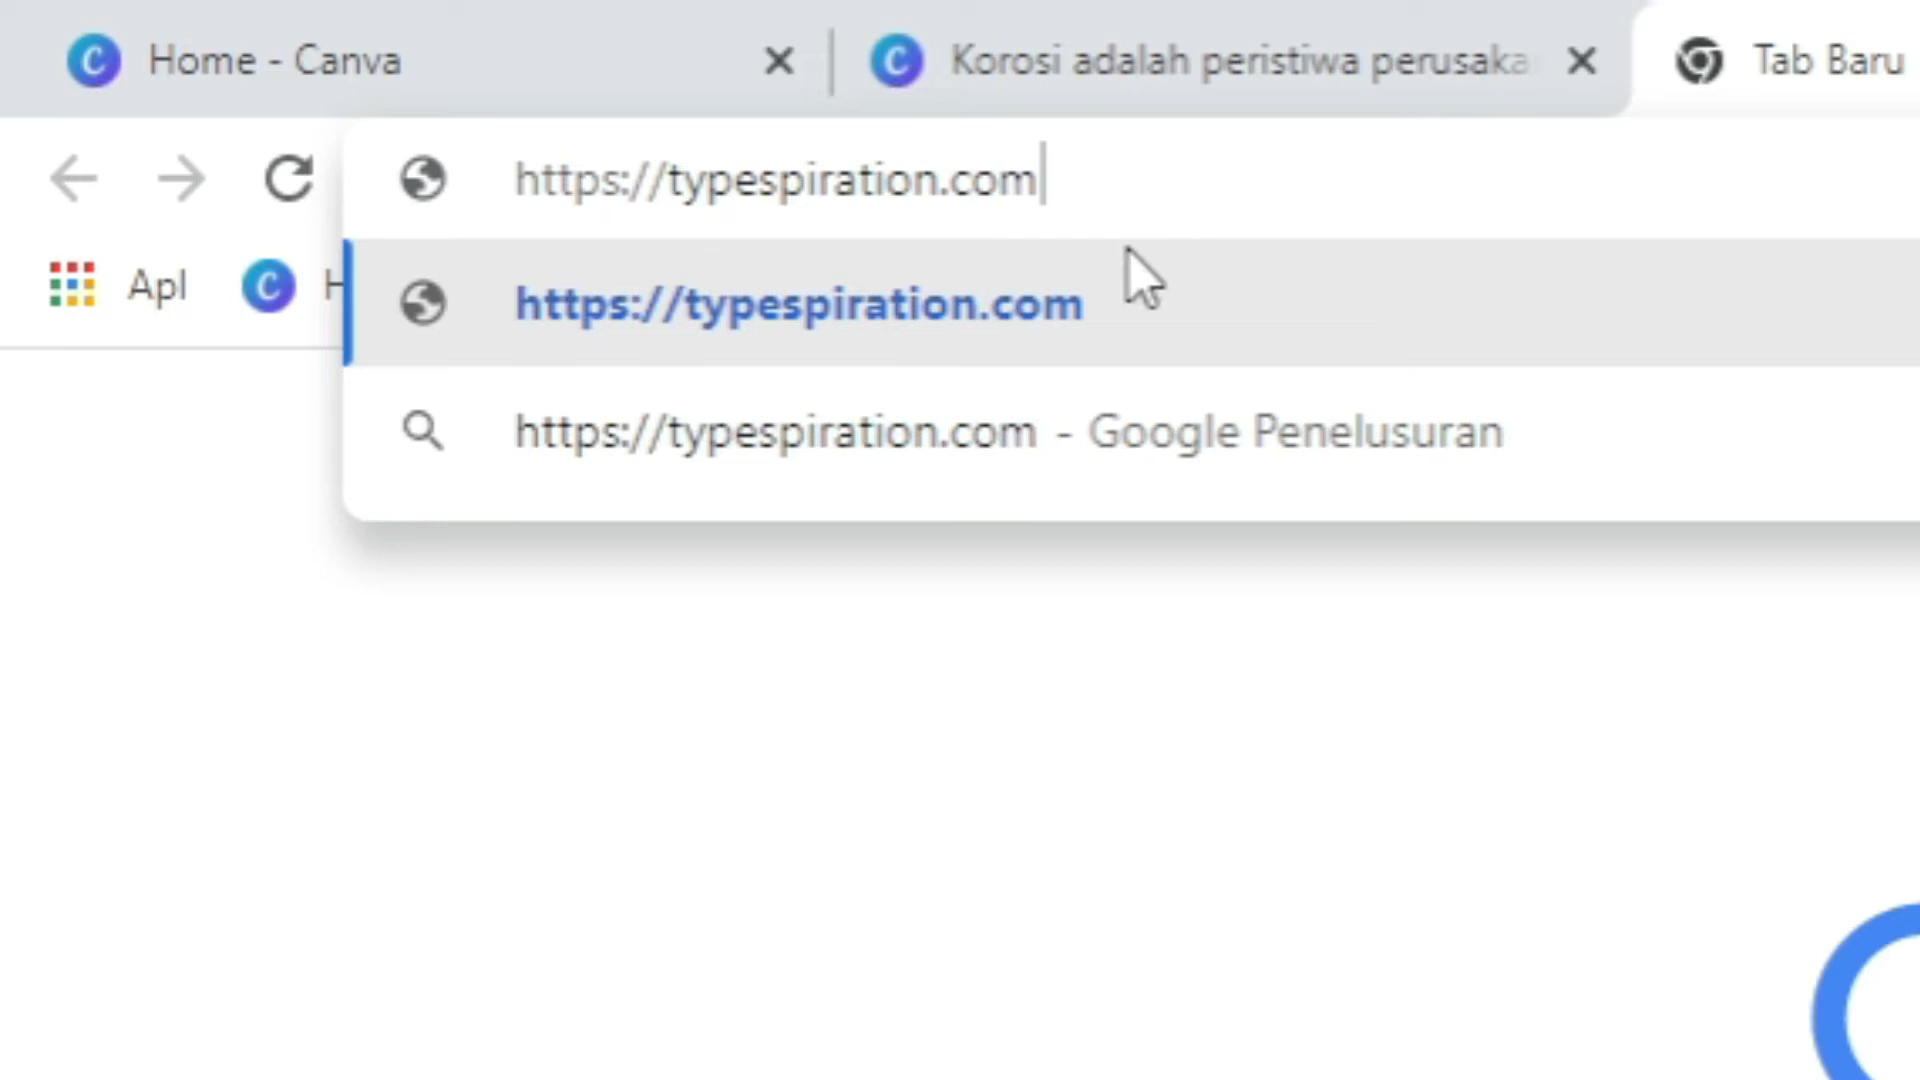 Home - Canva
Korosi adalah peristiwa perusaka
Tab Baru
https://typespiration.com
Apl
H
https://typespiration.com
https://typespiration.com - Google Penelusuran